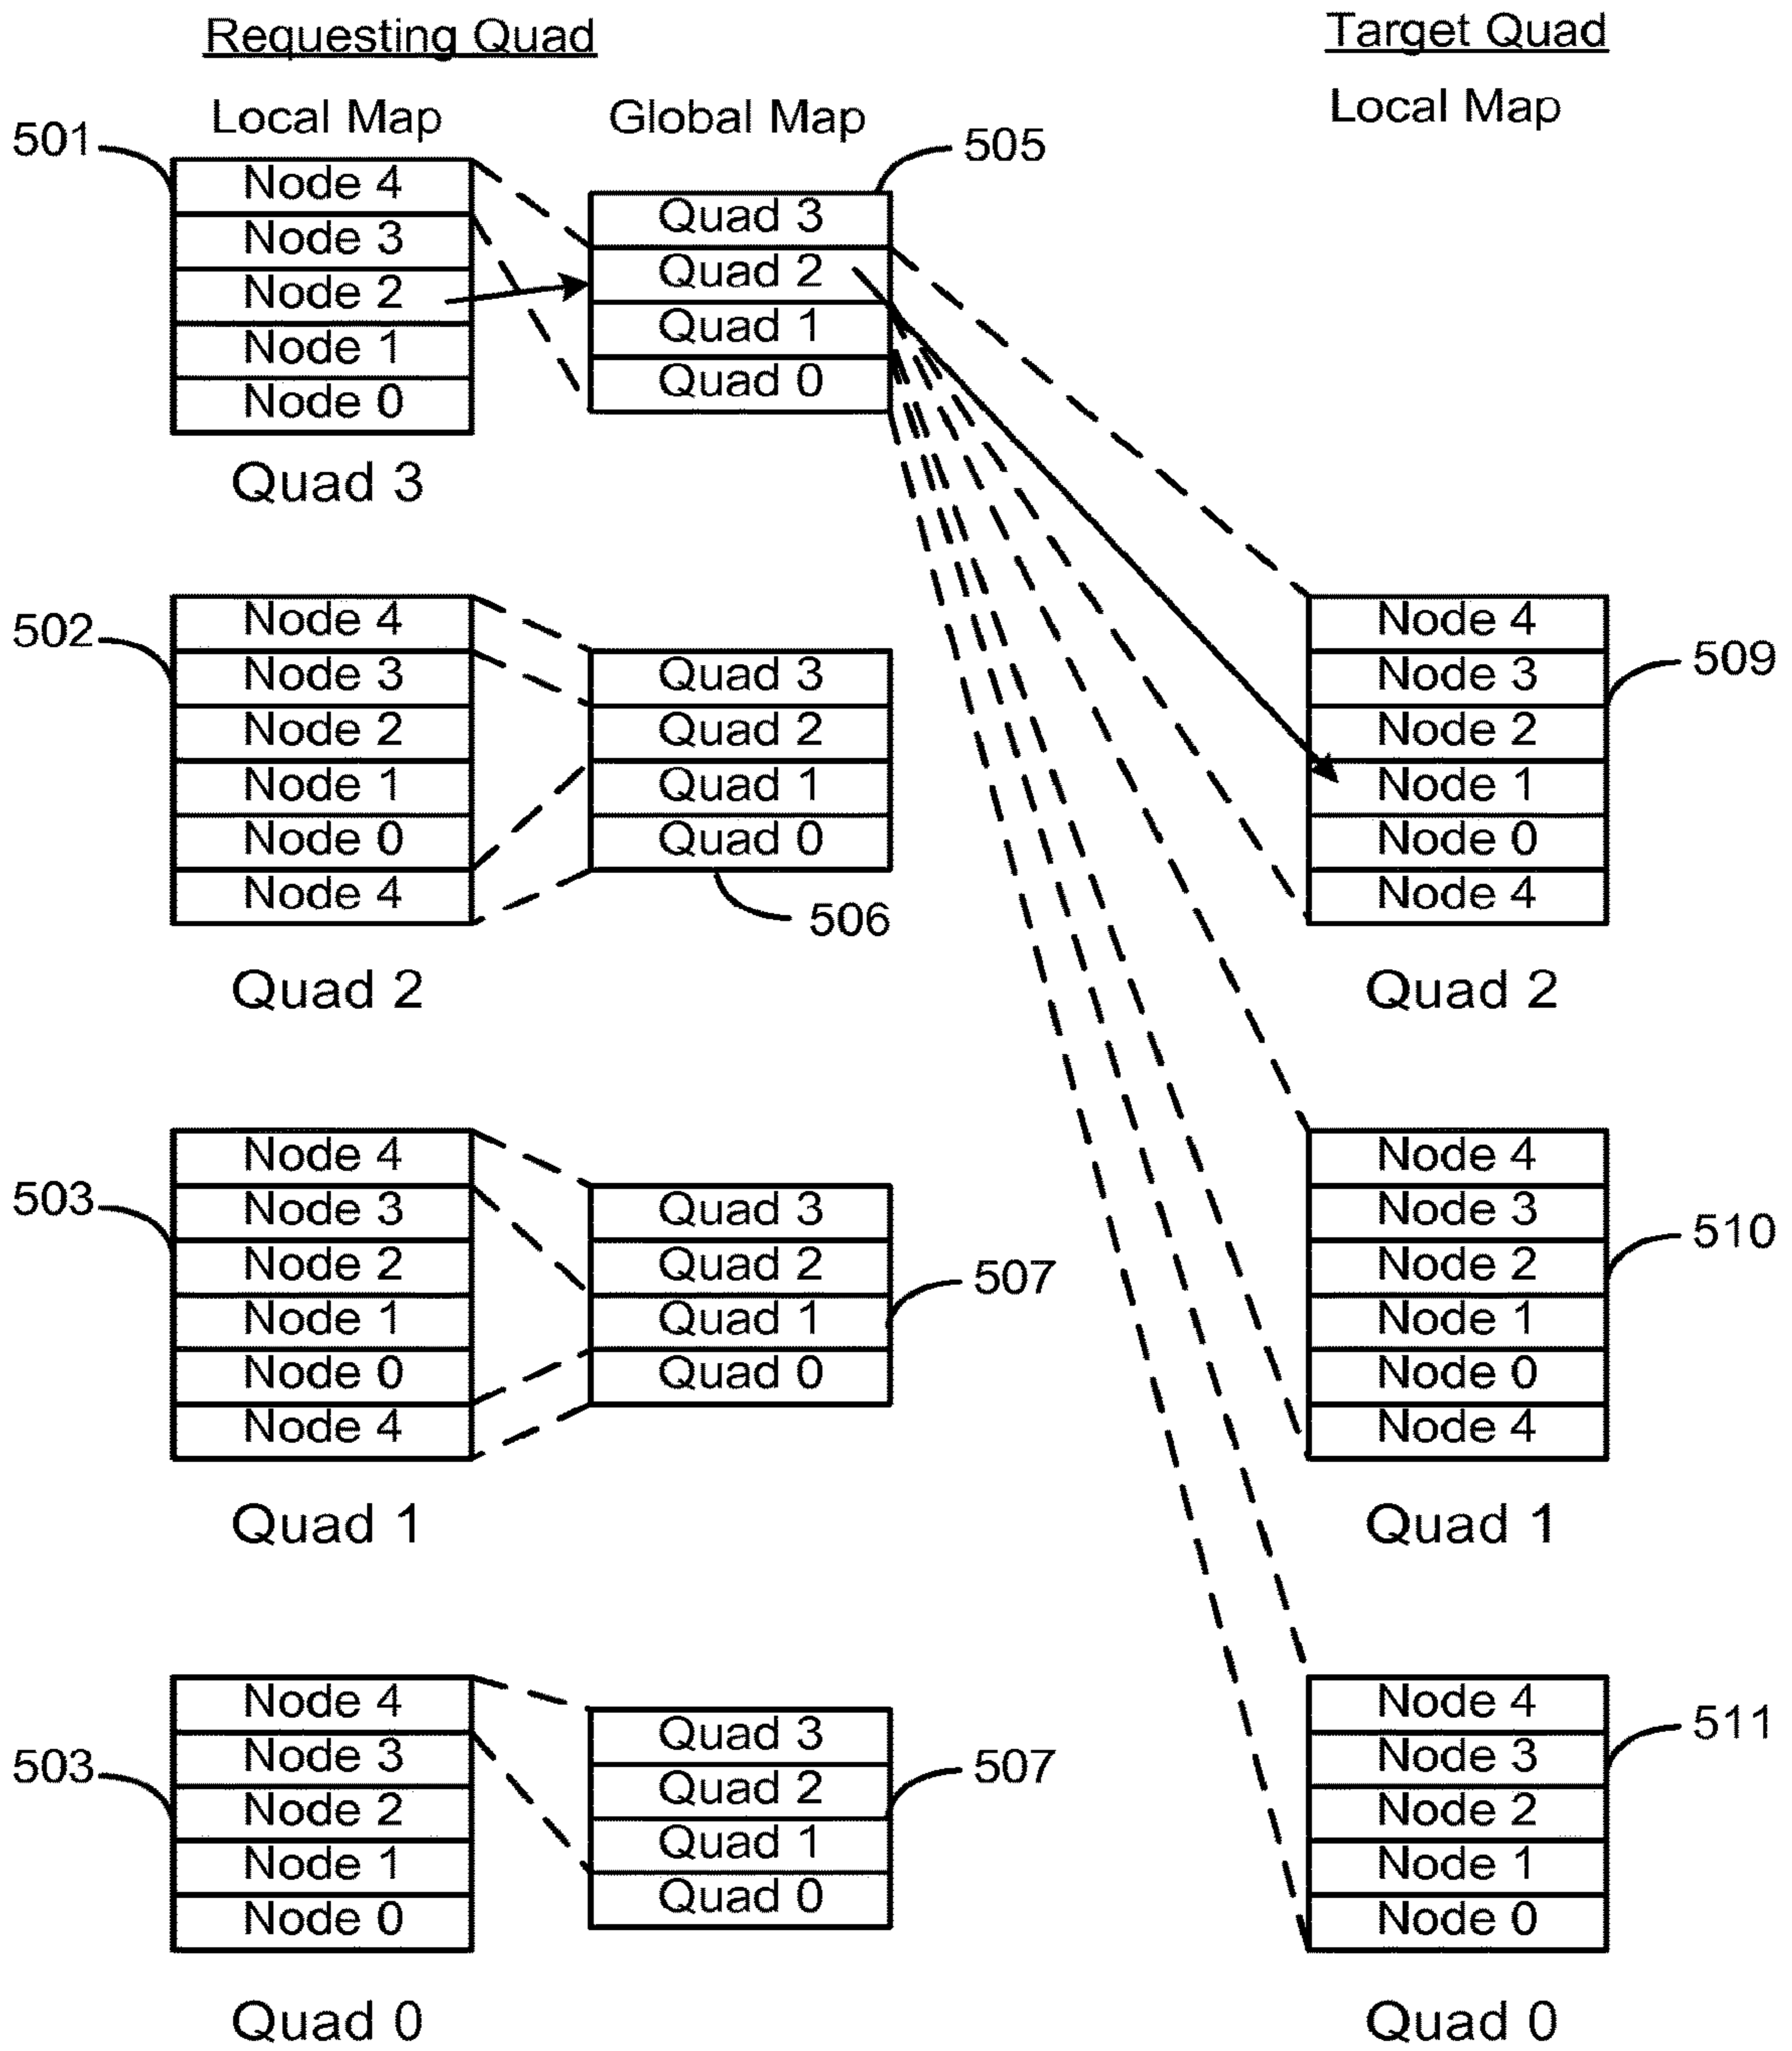 Requesting Quad
Target Quad
Local Map
Global Map
Local Map
501
Node 4
Node 3
Node 2
Node 1
Node 0
Quad 3
505
Quad 3
Quad 2
Quad 1
Quad 0
502
Node 4
Node 3
Node 2
Node 1
Node 0
Node 4
Quad 2
Quad 3
Quad 2
Quad 1
Quad 0
506
Node 4
Node 3
Node 2
Node 1
Node 0
Node 4
509
Quad 2
503
Node 4
Node 3
Node 2
Node 1
Node 0
Node 4
Quad 1
Quad 3
Quad 2
Quad 1
Quad 0
507
Node 4
Node 3
Node 2
Node 1
Node 0
Node 4
510
Quad 1
503
Node 4
Node 3
Node 2
Node 1
Node 0
Quad 0
Quad 3
Quad 2
Quad 1
Quad 0
507
Node 4
Node 3
Node 2
Node 1
Node 0
511
Quad 0